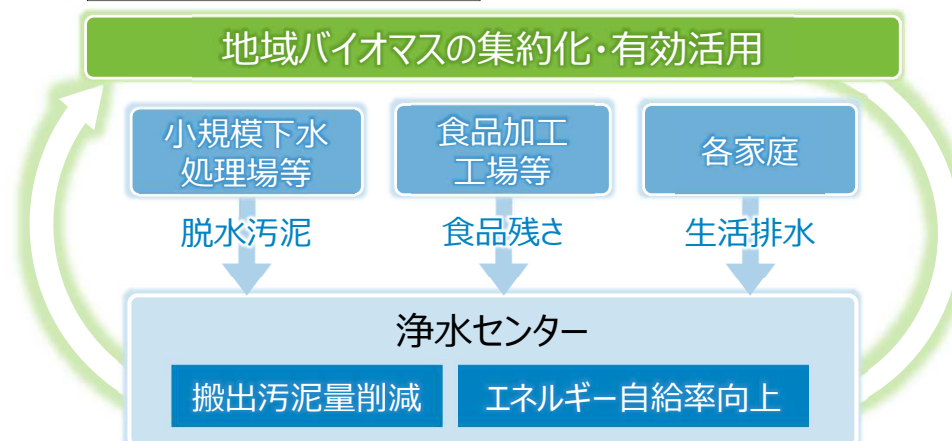 地域バイオマスの集約化・有効活用
小規模下水
処理場等
食品加工
工場等
各家庭
脱水汚泥
食品残さ
生活排水
浄水センター
搬出汚泥量削減
エネルギー自給率向上